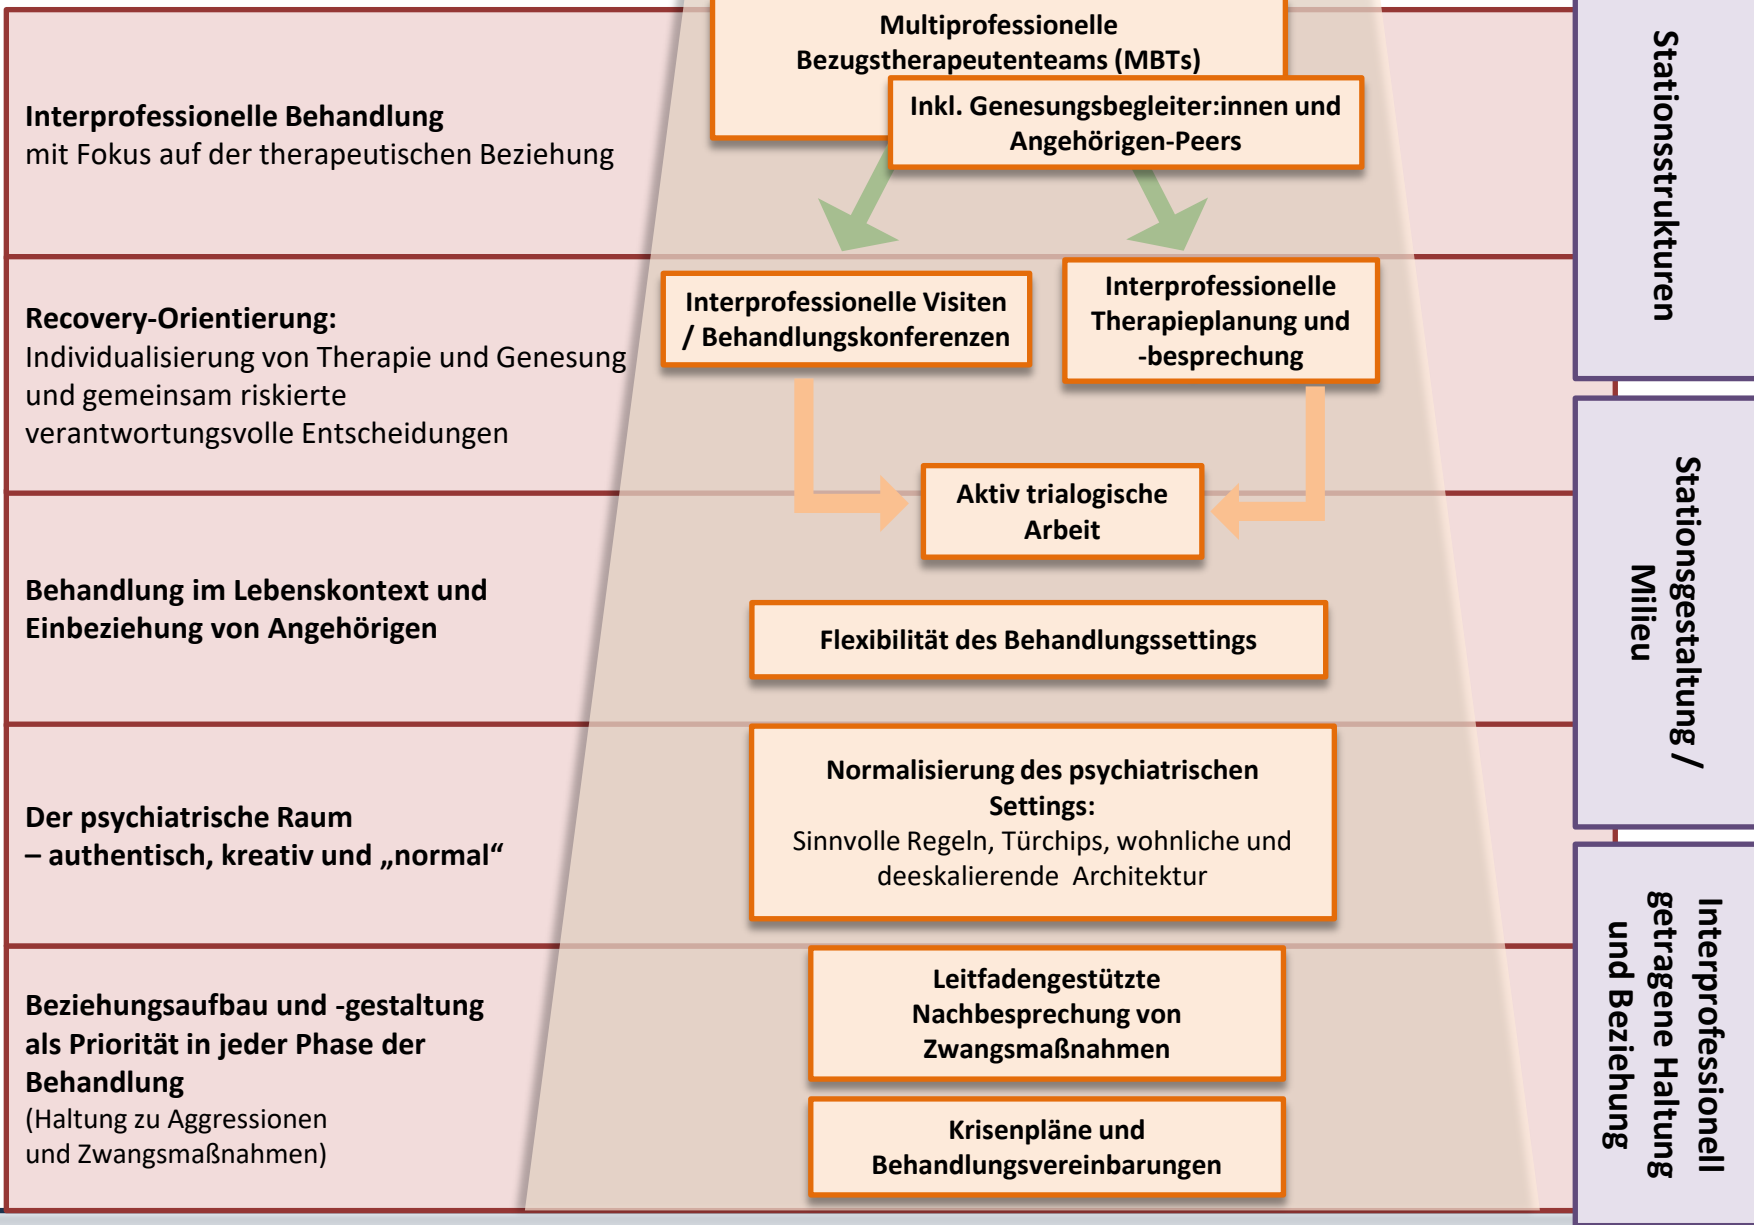 Interprofessionelle Behandlung
mit Fokus auf der therapeutischen Beziehung
Multiprofessionelle
Bezugstherapeutenteams (MBTs)
Inkl. Genesungsbegleiter:innen und
Angehörigen-Peers
Recovery-Orientierung:
Individualisierung von Therapie und Genesung
und gemeinsam riskierte
verantwortungsvolle Entscheidungen
Interprofessionelle Visiten
/ Behandlungskonferenzen
Interprofessionelle
Therapieplanung und
-besprechung
Aktiv trialogische
Arbeit
Behandlung im Lebenskontext und
Einbeziehung von Angehörigen
Flexibilität des Behandlungssettings
Der psychiatrische Raum
– authentisch, kreativ und „normal“
Normalisierung des psychiatrischen
Settings:
Sinnvolle Regeln, Türchips, wohnliche und
deeskalierende Architektur
Beziehungsaufbau und -gestaltung
als Priorität in jeder Phase der
Behandlung
(Haltung zu Aggressionen
und Zwangsmaßnahmen)
Leitfadengestützte
Nachbesprechung von
Zwangsmaßnahmen
Krisenpläne und
Behandlungsvereinbarungen
Stationsstrukturen
Stationsgestaltung /
Milieu
Interprofessionell
getragene Haltung
und Beziehung